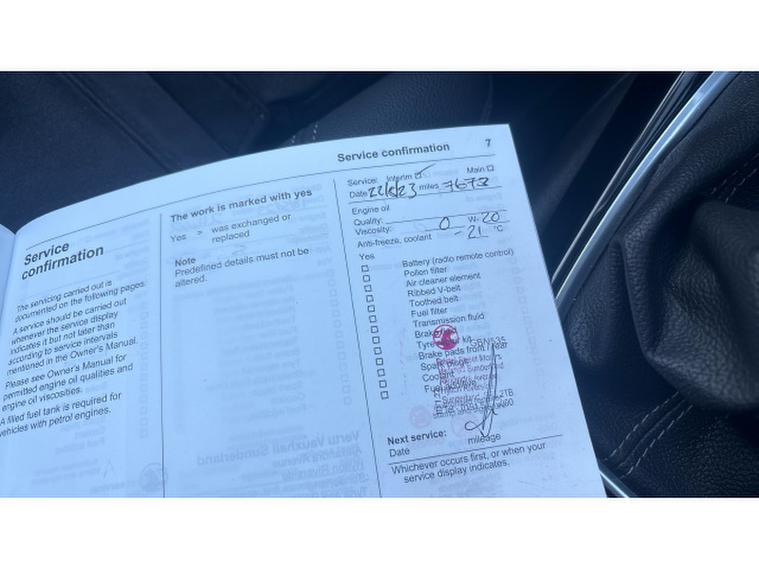 Service confirmation 7
Service
confirmation
The servicing carried out is
documented on the following pages.
A service should be carried out
whenever the service display
indicates it but not later than
according to service intervals
mentioned in the Owner's Manual.
Please see Owner's Manual for
permitted engine oil qualities and
engine oil viscosities.
A filled fuel tank is required for
vehicles with petrol engines.
The work is marked with yes
Yes = was exchanged or
replaced
Note
Predefined details must not be
altered.
Service: Interim Main
Date 23 miles 7673
Engine oil
Quality:
Viscosity: 0 W- 20
Anti-freeze, coolant -21 °C
Yes
Battery (radio remote control)
Pollen filter
Air cleaner element
Ribbed V-belt
Toothed belt
Fuel filter
Transmission fluid
Brake
Tyre kit
Brake pads front / rear
Spark plugs
Coolant
Fuel
Next service:
Date mileage
Whichever occurs first, or when your
service display indicates.